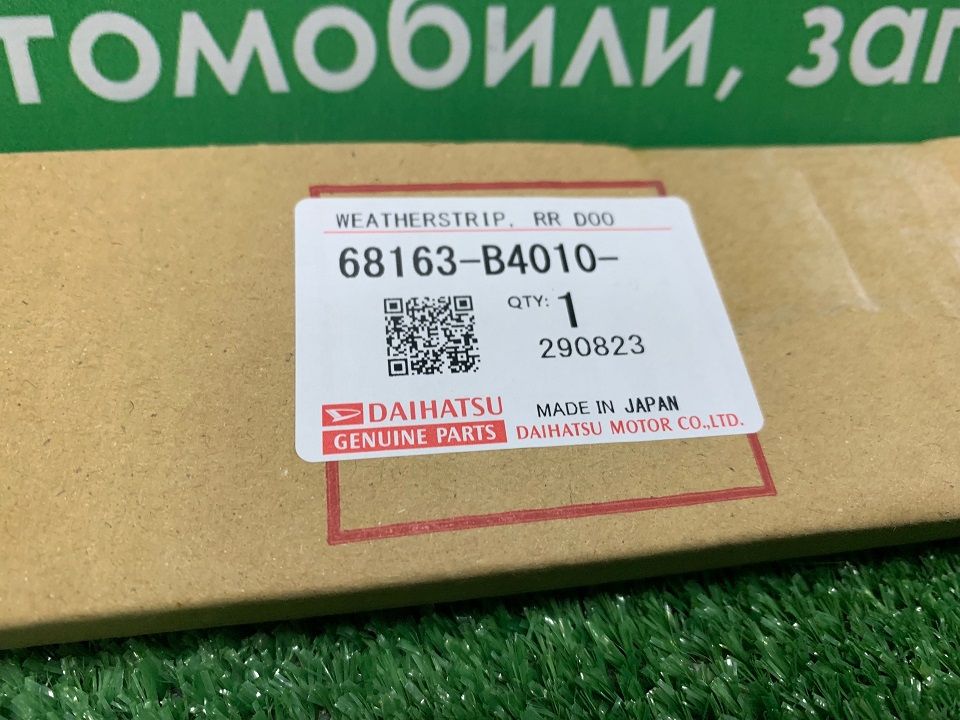 томобили, зап
WEATHERSTRIP, RR DOO
68163-B4010-
QTY: 1
290823
DAIHATSU
GENUINE PARTS
MADE IN JAPAN
DAIHATSU MOTOR CO.,LTD.